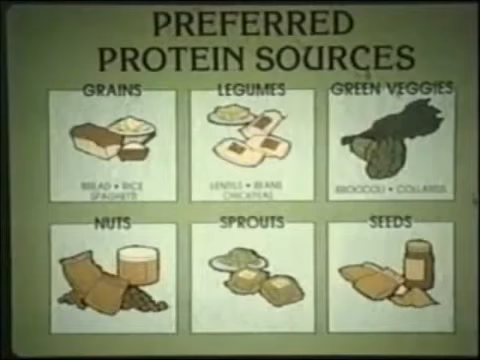 PREFERRED
PROTEIN SOURCES
GRAINS
BREAD • RICE
SPAGHETTI
LEGUMES
LENTILS • BEANS
CHICKPEAS
GREEN VEGGIES
BROCCOLI • COLLARDS
NUTS
SPROUTS
SEEDS